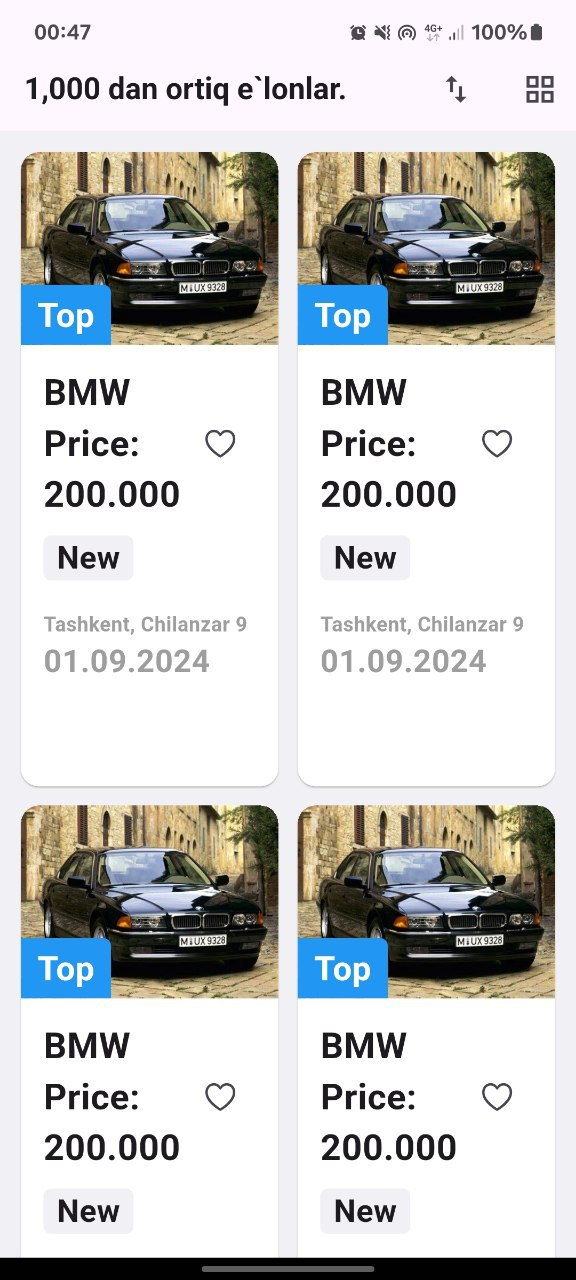 00:47
4G+
100%
1,000 dan ortiq e`lonlar.
M UX 9328
Top
BMW
Price:
200.000
New
Tashkent, Chilanzar 9
01.09.2024
M UX 9328
Top
BMW
Price:
200.000
New
Tashkent, Chilanzar 9
01.09.2024
M UX 9328
Top
BMW
Price:
200.000
New
M UX 9328
Top
BMW
Price:
200.000
New